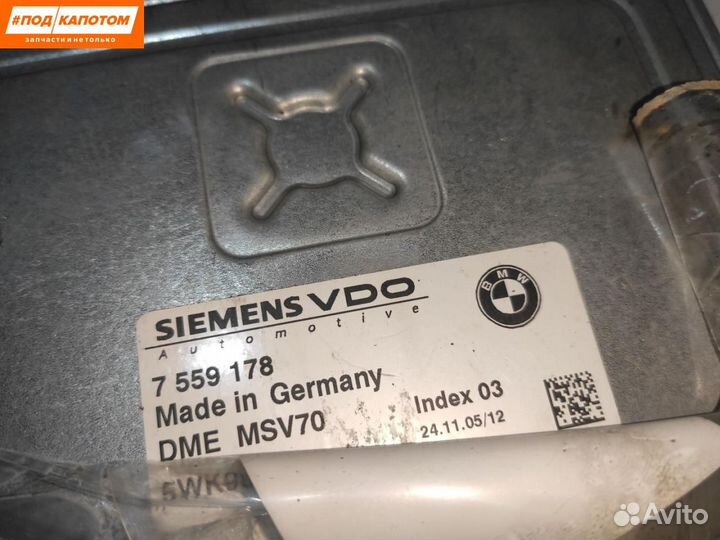 #ПОД КАПОТОМ
запчасти и не только
SIEMENS VDO
Automotive
BMW
7 559 178
Made in Germany
DME MSV70
Index 03
24.11.05/12
5WK9
Avito